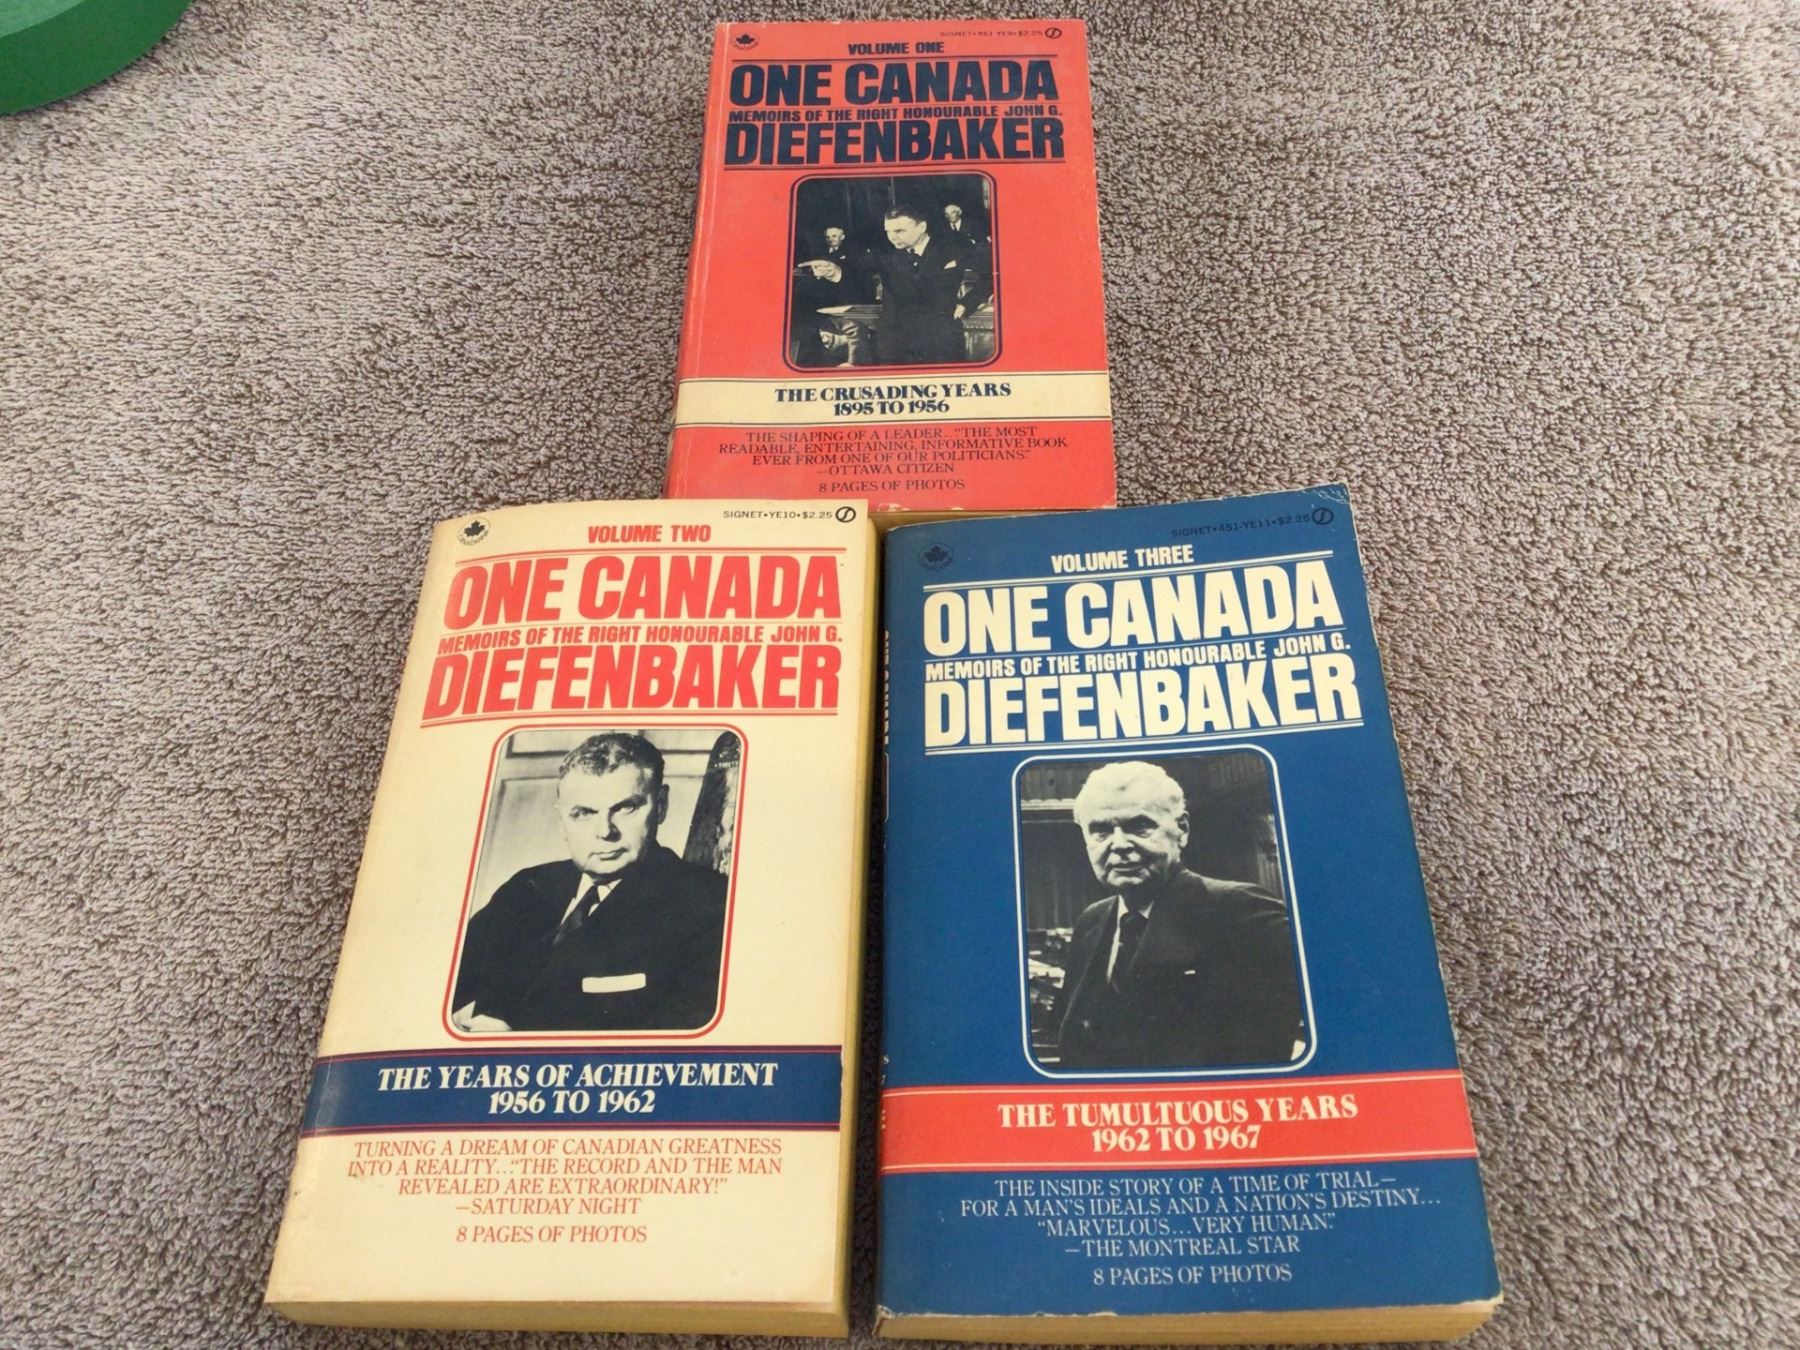 SIGNET•451-YE9•$2.25
VOLUME ONE
ONE CANADA
MEMOIRS OF THE RIGHT HONOURABLE JOHN G.
DIEFENBAKER
THE CRUSADING YEARS
1895 TO 1956
THE SHAPING OF A LEADER..."THE MOST
READABLE, ENTERTAINING, INFORMATIVE BOOK
EVER FROM ONE OF OUR POLITICIANS."
—OTTAWA CITIZEN
8 PAGES OF PHOTOS
SIGNET•YE10•$2.25
VOLUME TWO
ONE CANADA
MEMOIRS OF THE RIGHT HONOURABLE JOHN G.
DIEFENBAKER
THE YEARS OF ACHIEVEMENT
1956 TO 1962
TURNING A DREAM OF CANADIAN GREATNESS
INTO A REALITY..."THE RECORD AND THE MAN
REVEALED ARE EXTRAORDINARY!"
—SATURDAY NIGHT
8 PAGES OF PHOTOS
SIGNET•451-YE11•$2.25
VOLUME THREE
ONE CANADA
MEMOIRS OF THE RIGHT HONOURABLE JOHN G.
DIEFENBAKER
THE TUMULTUOUS YEARS
1962 TO 1967
THE INSIDE STORY OF A TIME OF TRIAL—
FOR A MAN'S IDEALS AND A NATION'S DESTINY...
"MARVELOUS...VERY HUMAN."
—THE MONTREAL STAR
8 PAGES OF PHOTOS